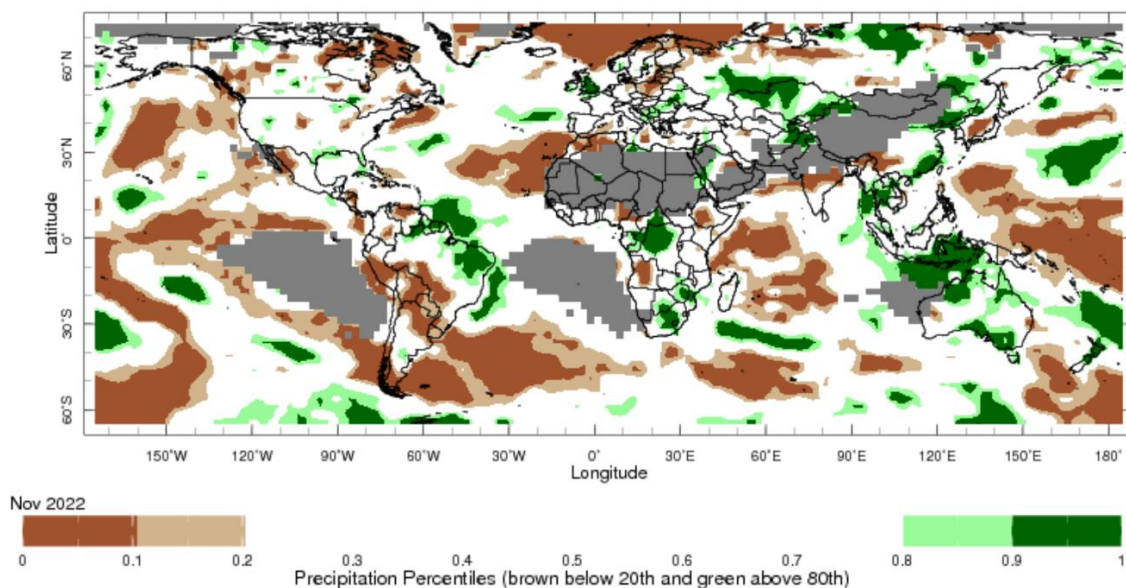 60°N
30°N
0°
30°S
60°S
Latitude
150°W 120°W 90°W 60°W 30°W 0° 30°E 60°E 90°E 120°E 150°E 180°
Longitude
Nov 2022
0 0.1 0.2 0.3 0.4 0.5 0.6 0.7 0.8 0.9 1
Precipitation Percentiles (brown below 20th and green above 80th)